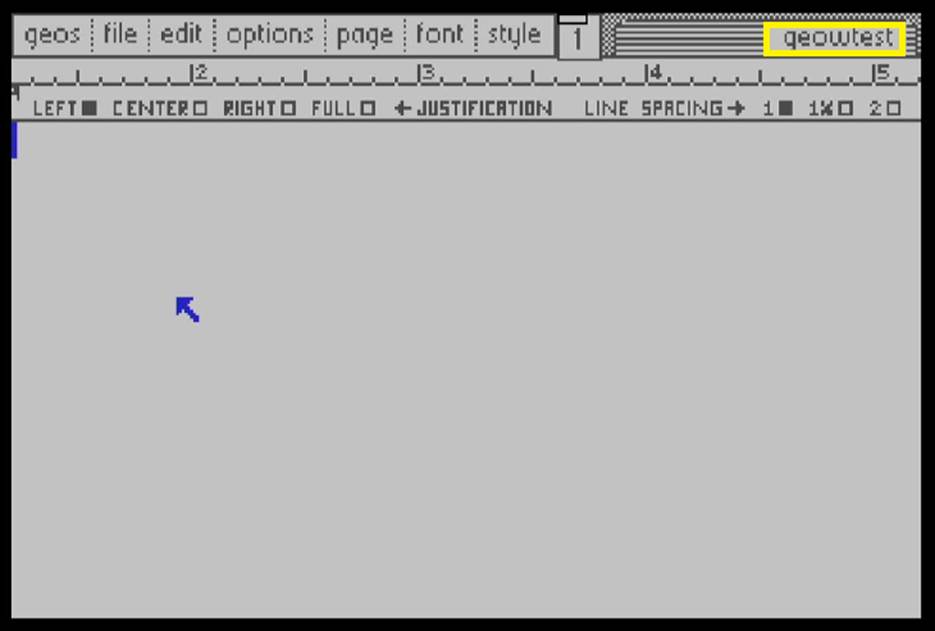 geos file edit options page font style 1 geowtest
2 3 4 5
LEFT CENTER RIGHT FULL ←JUSTIFICATION LINE SPACING→ 1 1½ 2